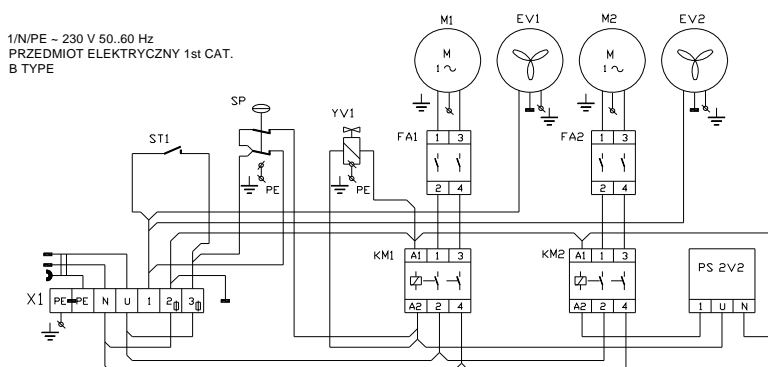 1/N/PE ~ 230 V 50..60 Hz
PRZEDMIOT ELEKTRYCZNY 1st CAT.
B TYPE
M1 EV1 M2 EV2
M
1 ~
M
1 ~
SP
YV1
ST1
FA1 1 3
2 4
FA2 1 3
2 4
PE
PE
KM1 A1 1 3
A2 2 4
KM2 A1 1 3
A2 2 4
PS 2V2
1 U N
X1 PE PE N U 1 2 3